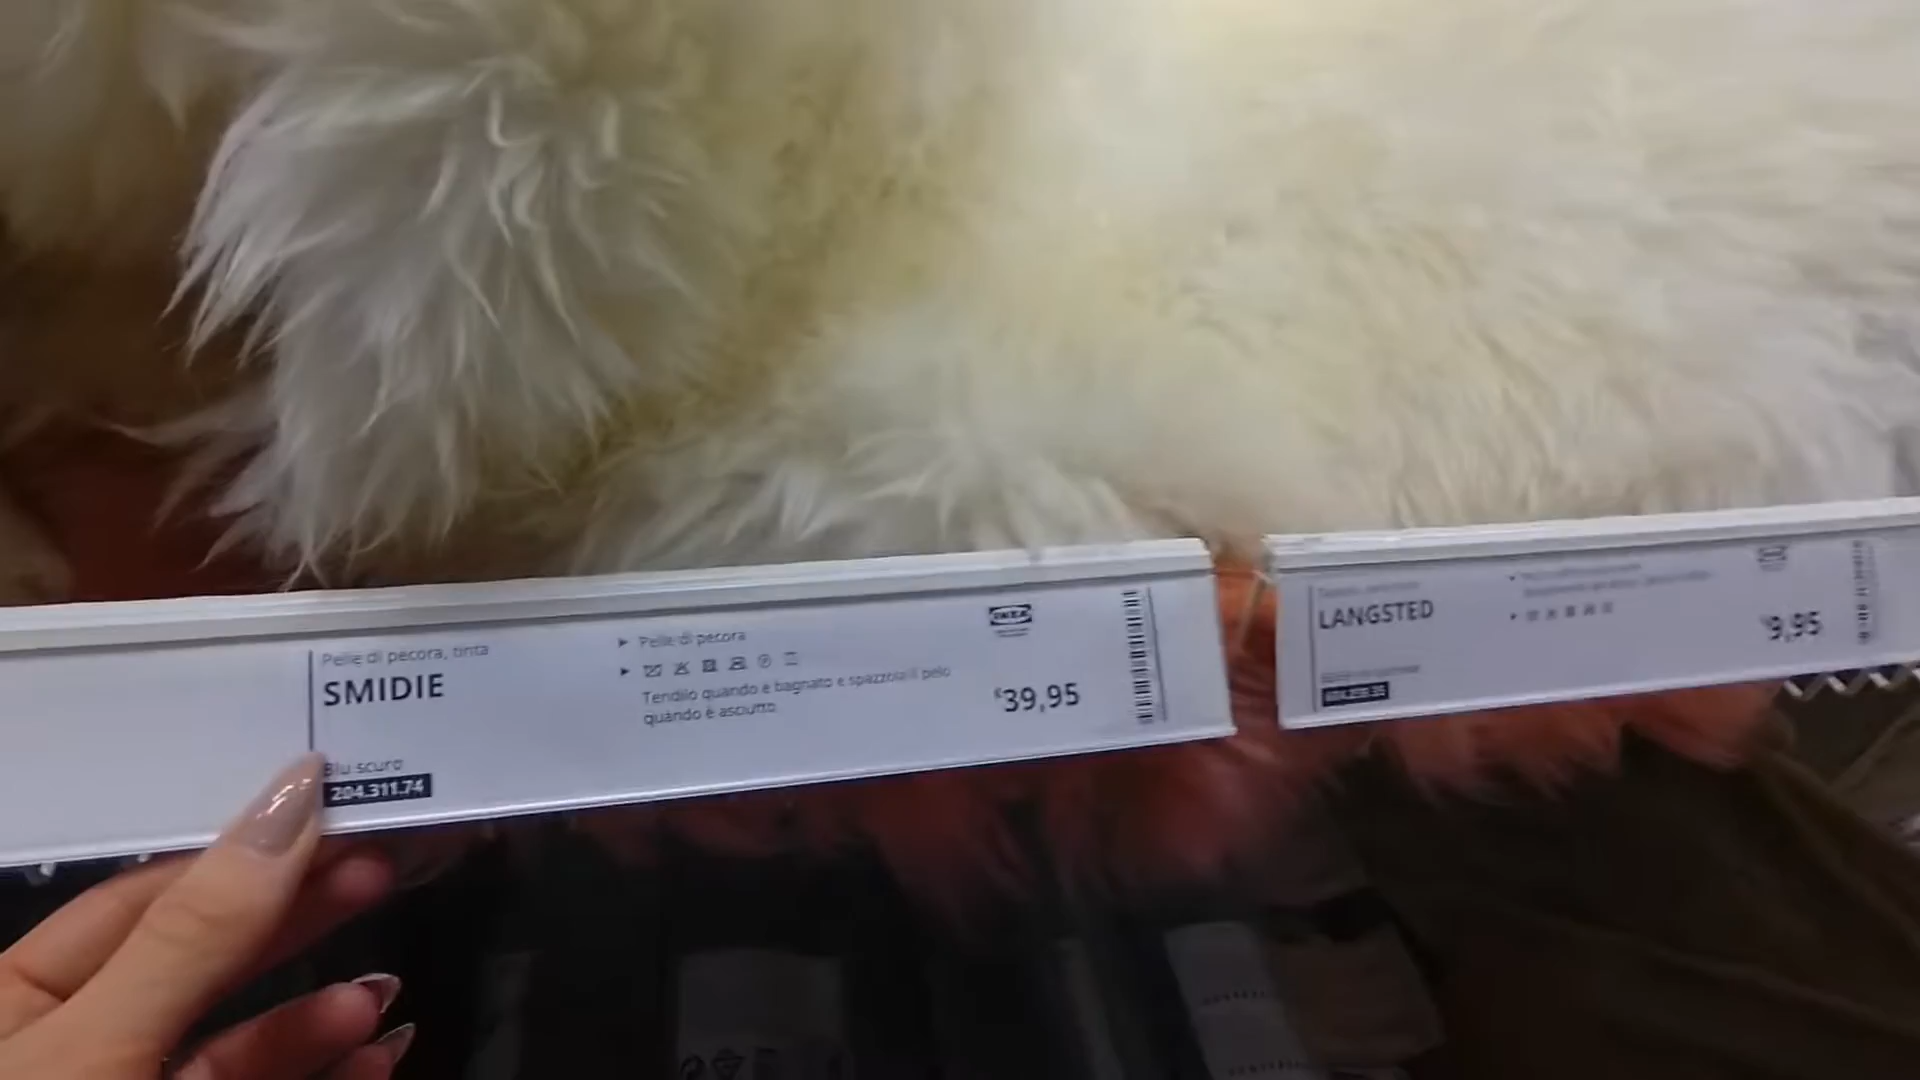 Pelle di pecora, tinta
SMIDIE
Blu scuro
204.311.74
Pelle di pecora
Tendilo quando è bagnato e spazzola il pelo
quando è asciutto
IKEA
€39,95
LANGSTED
9,95